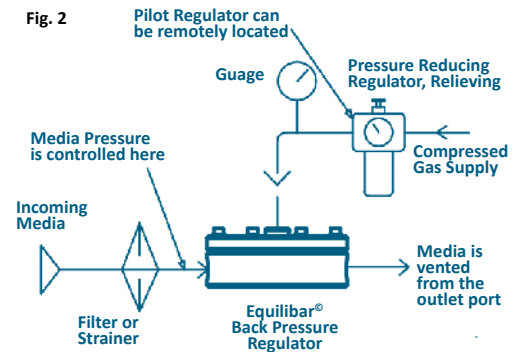 Fig. 2
Pilot Regulator can
be remotely located
Guage
Pressure Reducing
Regulator, Relieving
Media Pressure
is controlled here
Compressed
Gas Supply
Incoming
Media
Media is
vented
from the
outlet port
Filter or
Strainer
Equilibar©
Back Pressure
Regulator